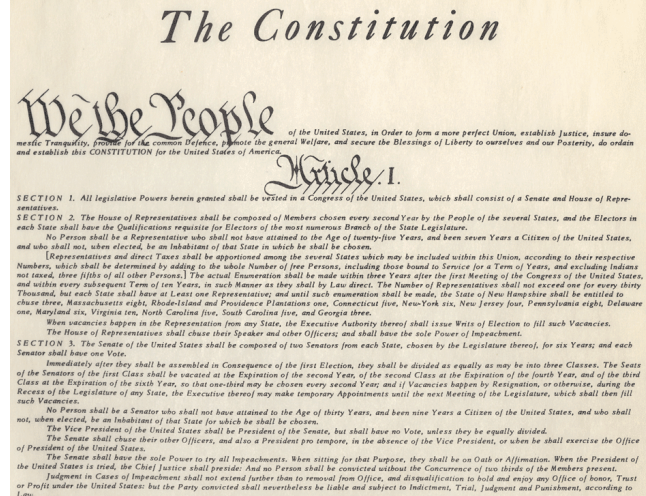 The Constitution
We the People of the United States, in Order to form a more perfect Union, establish Justice, insure do-
mestic Tranquility, provide for the common Defence, promote the general Welfare, and secure the Blessings of Liberty to ourselves and our Posterity, do ordain
and establish this CONSTITUTION for the United States of America.
Article. I.
SECTION 1. All legislative Powers herein granted shall be vested in a Congress of the United States, which shall consist of a Senate and House of Repre-
sentatives.
SECTION 2. The House of Representatives shall be composed of Members chosen every second Year by the People of the several States, and the Electors in
each State shall have the Qualifications requisite for Electors of the most numerous Branch of the State Legislature.
No Person shall be a Representative who shall not have attained to the Age of twenty-five Years, and been seven Years a Citizen of the United States,
and who shall not, when elected, be an Inhabitant of that State in which he shall be chosen.
[Representatives and direct Taxes shall be apportioned among the several States which may be included within this Union, according to their respective
Numbers, which shall be determined by adding to the whole Number of free Persons, including those bound to Service for a Term of Years, and excluding Indians
not taxed, three fifths of all other Persons.] The actual Enumeration shall be made within three Years after the first Meeting of the Congress of the United States,
and within every subsequent Term of ten Years, in such Manner as they shall by Law direct. The Number of Representatives shall not exceed one for every thirty
Thousand, but each State shall have at Least one Representative; and until such enumeration shall be made, the State of New Hampshire shall be entitled to
chuse three, Massachusetts eight, Rhode-Island and Providence Plantations one, Connecticut five, New-York six, New Jersey four, Pennsylvania eight, Delaware
one, Maryland six, Virginia ten, North Carolina five, South Carolina five, and Georgia three.
When vacancies happen in the Representation from any State, the Executive Authority thereof shall issue Writs of Election to fill such Vacancies.
The House of Representatives shall chuse their Speaker and other Officers; and shall have the sole Power of Impeachment.
SECTION 3. The Senate of the United States shall be composed of two Senators from each State, chosen by the Legislature thereof, for six Years; and each
Senator shall have one Vote.
Immediately after they shall be assembled in Consequence of the first Election, they shall be divided as equally as may be into three Classes. The Seats
of the Senators of the first Class shall be vacated at the Expiration of the second Year, of the second Class at the Expiration of the fourth Year, and of the third
Class at the Expiration of the sixth Year, so that one-third may be chosen every second Year; and if Vacancies happen by Resignation, or otherwise, during the
Recess of the Legislature of any State, the Executive thereof may make temporary Appointments until the next Meeting of the Legislature, which shall then fill
such Vacancies.
No Person shall be a Senator who shall not have attained to the Age of thirty Years, and been nine Years a Citizen of the United States, and who shall
not, when elected, be an Inhabitant of that State for which he shall be chosen.
The Vice President of the United States shall be President of the Senate, but shall have no Vote, unless they be equally divided.
The Senate shall chuse their other Officers, and also a President pro tempore, in the absence of the Vice President, or when he shall exercise the Office
of President of the United States.
The Senate shall have the sole Power to try all Impeachments. When sitting for that Purpose, they shall be on Oath or Affirmation. When the President of
the United States is tried, the Chief Justice shall preside: And no Person shall be convicted without the Concurrence of two thirds of the Members present.
Judgment in Cases of Impeachment shall not extend further than to removal from Office, and disqualification to hold and enjoy any Office of honor, Trust
or Profit under the United States: but the Party convicted shall nevertheless be liable and subject to Indictment, Trial, Judgment and Punishment, according to